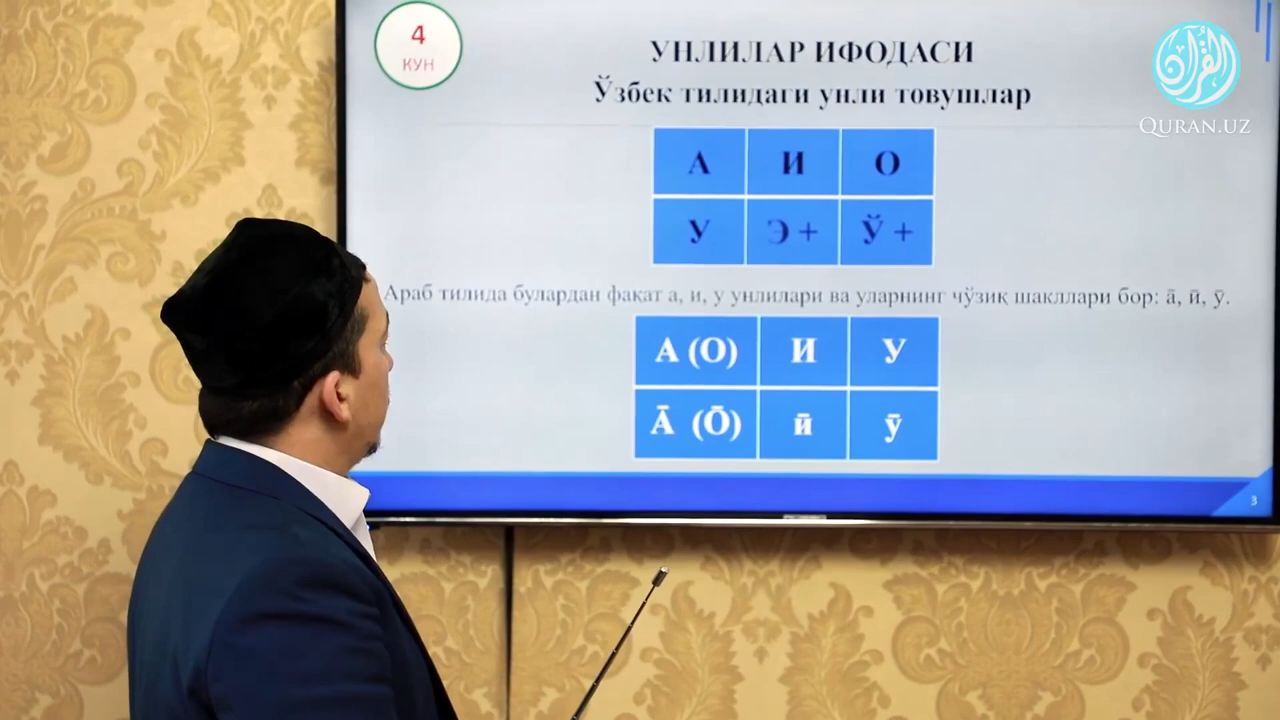 4
КУН
УНЛИЛАР ИФОДАСИ
Ўзбек тилидаги унли товушлар
А И О
У Э + Ў +
Араб тилида булардан фақат а, и, у унлилари ва уларнинг чўзиқ шакллари бор: а̄, ӣ, ӯ.
А (О) И У
А̄ (О̄) ӣ ӯ
3
القرآن
QURAN.UZ